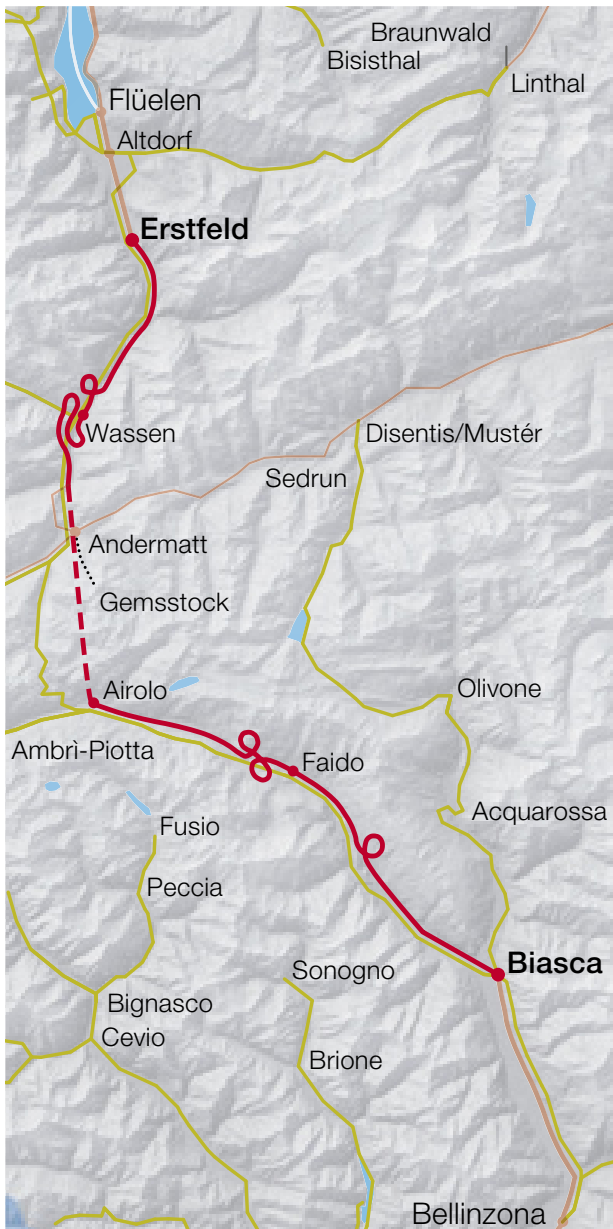 Braunwald
Bisisthal
Linthal
Flüelen
Altdorf
Erstfeld
Wassen
Disentis/Mustér
Sedrun
Andermatt
Gemsstock
Airolo
Olivone
Ambrì-Piotta
Faido
Acquarossa
Fusio
Peccia
Biasca
Sonogno
Bignasco
Cevio
Brione
Bellinzona